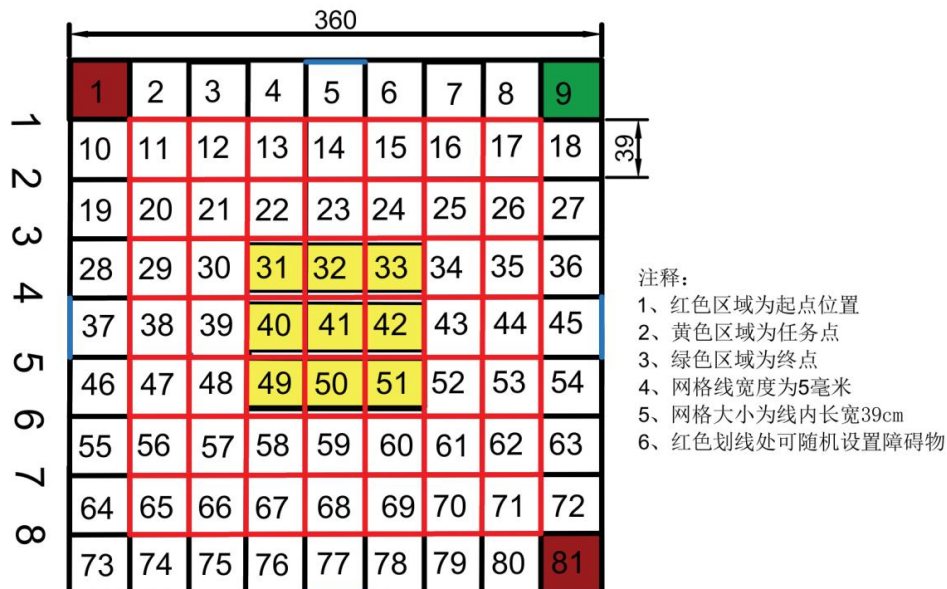 360
1 2 3 4 5 6 7 8 9
1
10 11 12 13 14 15 16 17 18
39
2
19 20 21 22 23 24 25 26 27
3
28 29 30 31 32 33 34 35 36
4
37 38 39 40 41 42 43 44 45
5
46 47 48 49 50 51 52 53 54
6
55 56 57 58 59 60 61 62 63
7
64 65 66 67 68 69 70 71 72
8
73 74 75 76 77 78 79 80 81
注释:
1、红色区域为起点位置
2、黄色区域为任务点
3、绿色区域为终点
4、网格线宽度为5毫米
5、网格大小为线内长宽39cm
6、红色划线处可随机设置障碍物